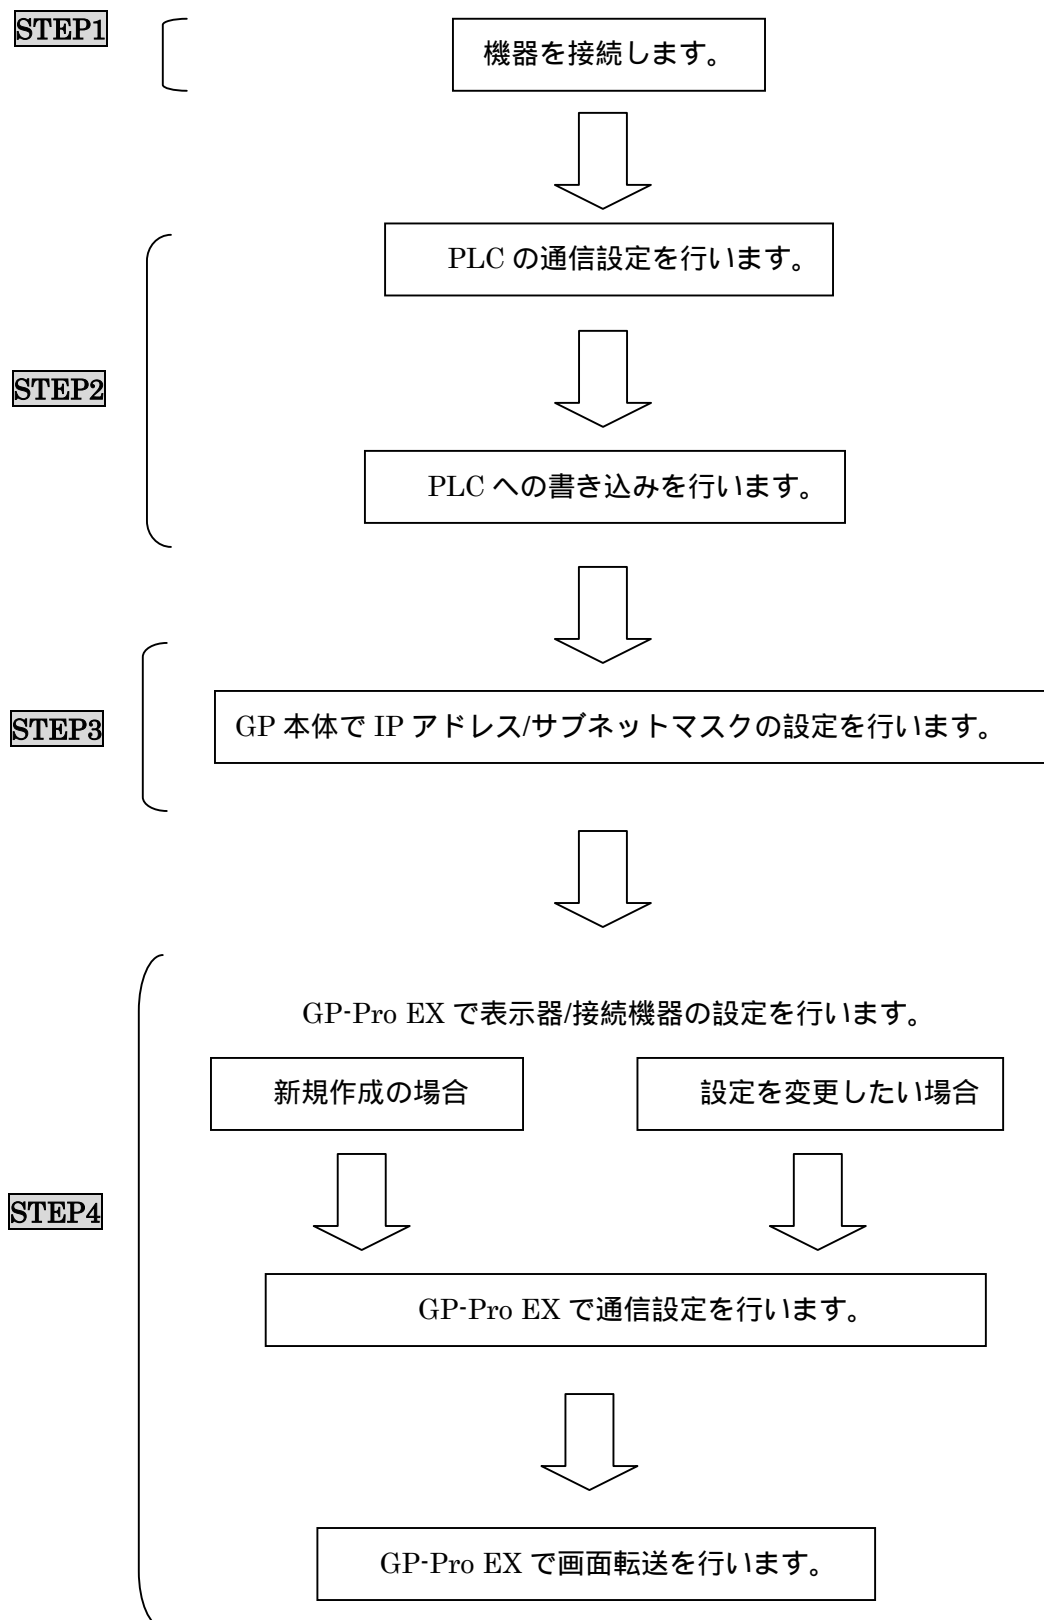 STEP1
機器を接続します。
PLC の通信設定を行います。
STEP2
PLC への書き込みを行います。
STEP3
GP 本体で IP アドレス/サブネットマスクの設定を行います。
GP-Pro EX で表示器/接続機器の設定を行います。
新規作成の場合
設定を変更したい場合
STEP4
GP-Pro EX で通信設定を行います。
GP-Pro EX で画面転送を行います。